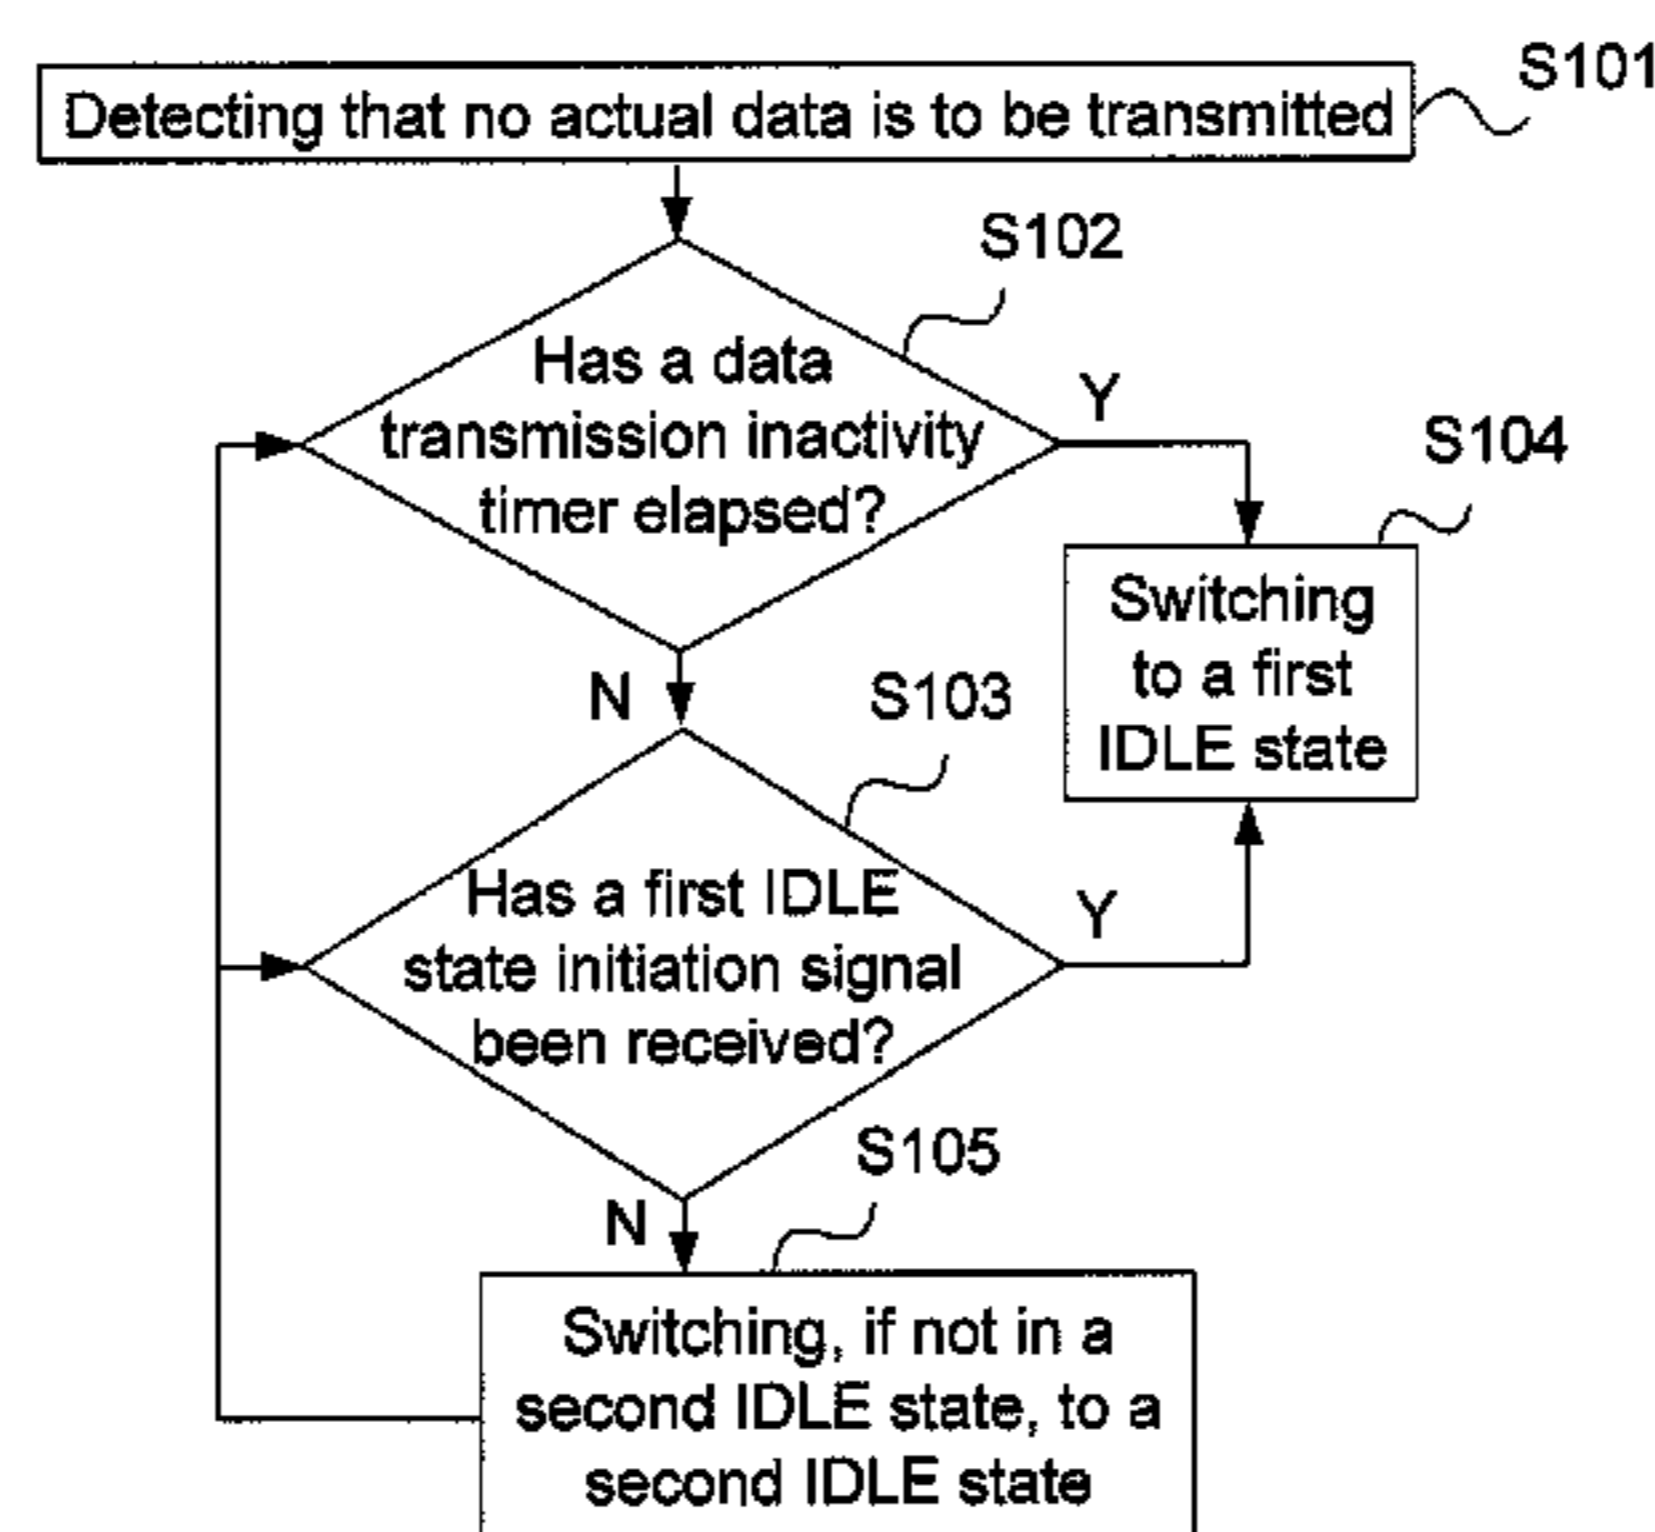 S101
Detecting that no actual data is to be transmitted
S102
Has a data
transmission inactivity
timer elapsed?
Y
S104
Switching
to a first
IDLE state
N
S103
Has a first IDLE
state initiation signal
been received?
Y
S105
N
Switching, if not in a
second IDLE state, to a
second IDLE state